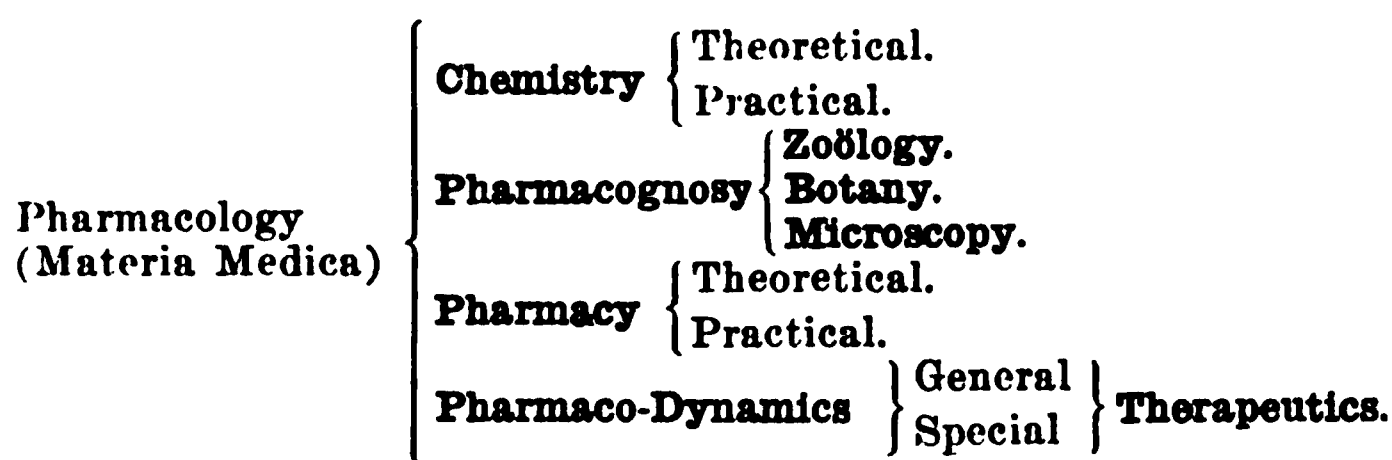 Pharmacology
(Materia Medica)
Chemistry
Theoretical.
Practical.
Pharmacognosy
Zoölogy.
Botany.
Microscopy.
Pharmacy
Theoretical.
Practical.
Pharmaco-Dynamics
General
Special
Therapeutics.